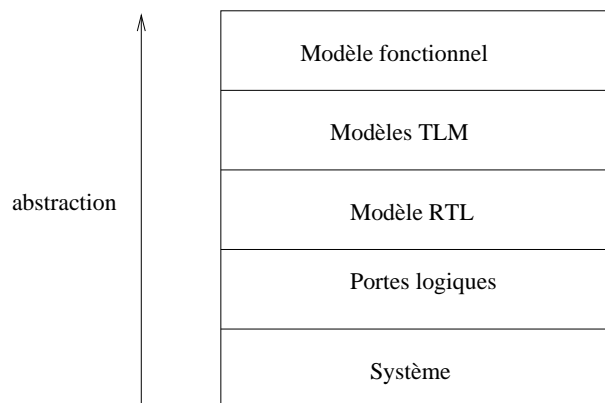 Modèle fonctionnel
Modèles TLM
abstraction
Modèle RTL
Portes logiques
Système